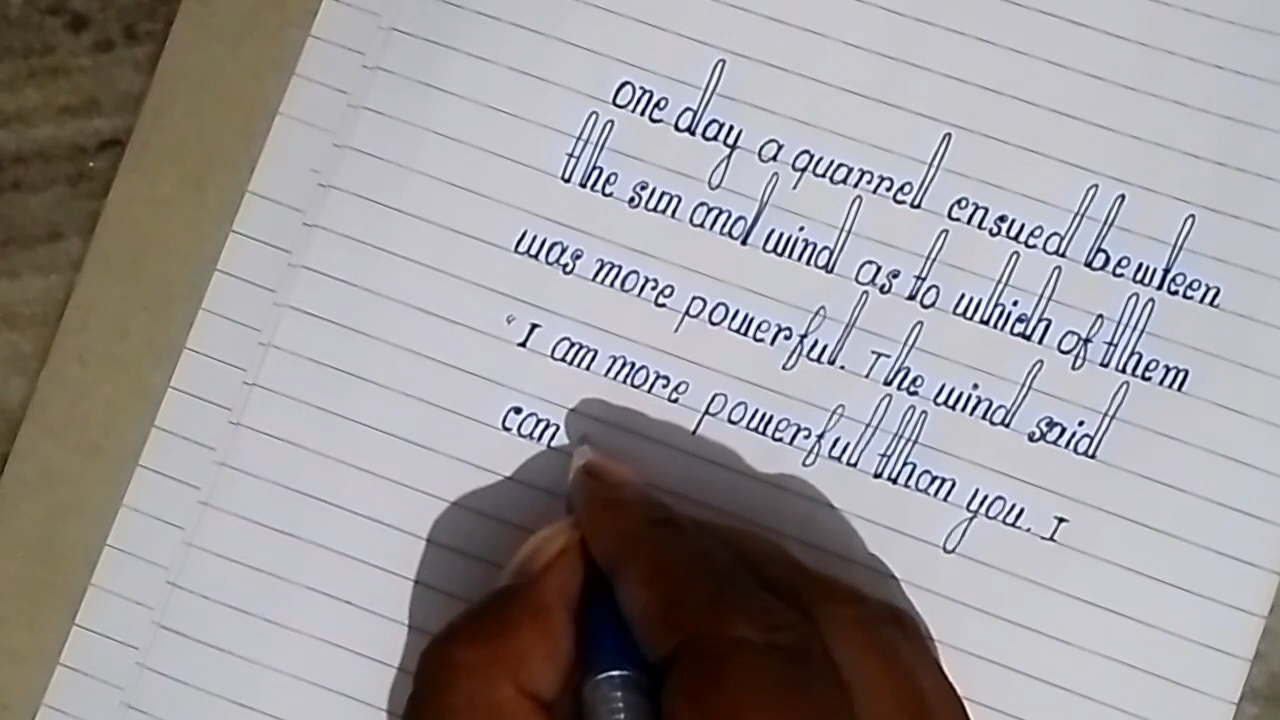 one day a quarrel ensued bewteen
the sun and wind as to which of them
was more powerful. The wind said
"I am more powerful than you. I
can